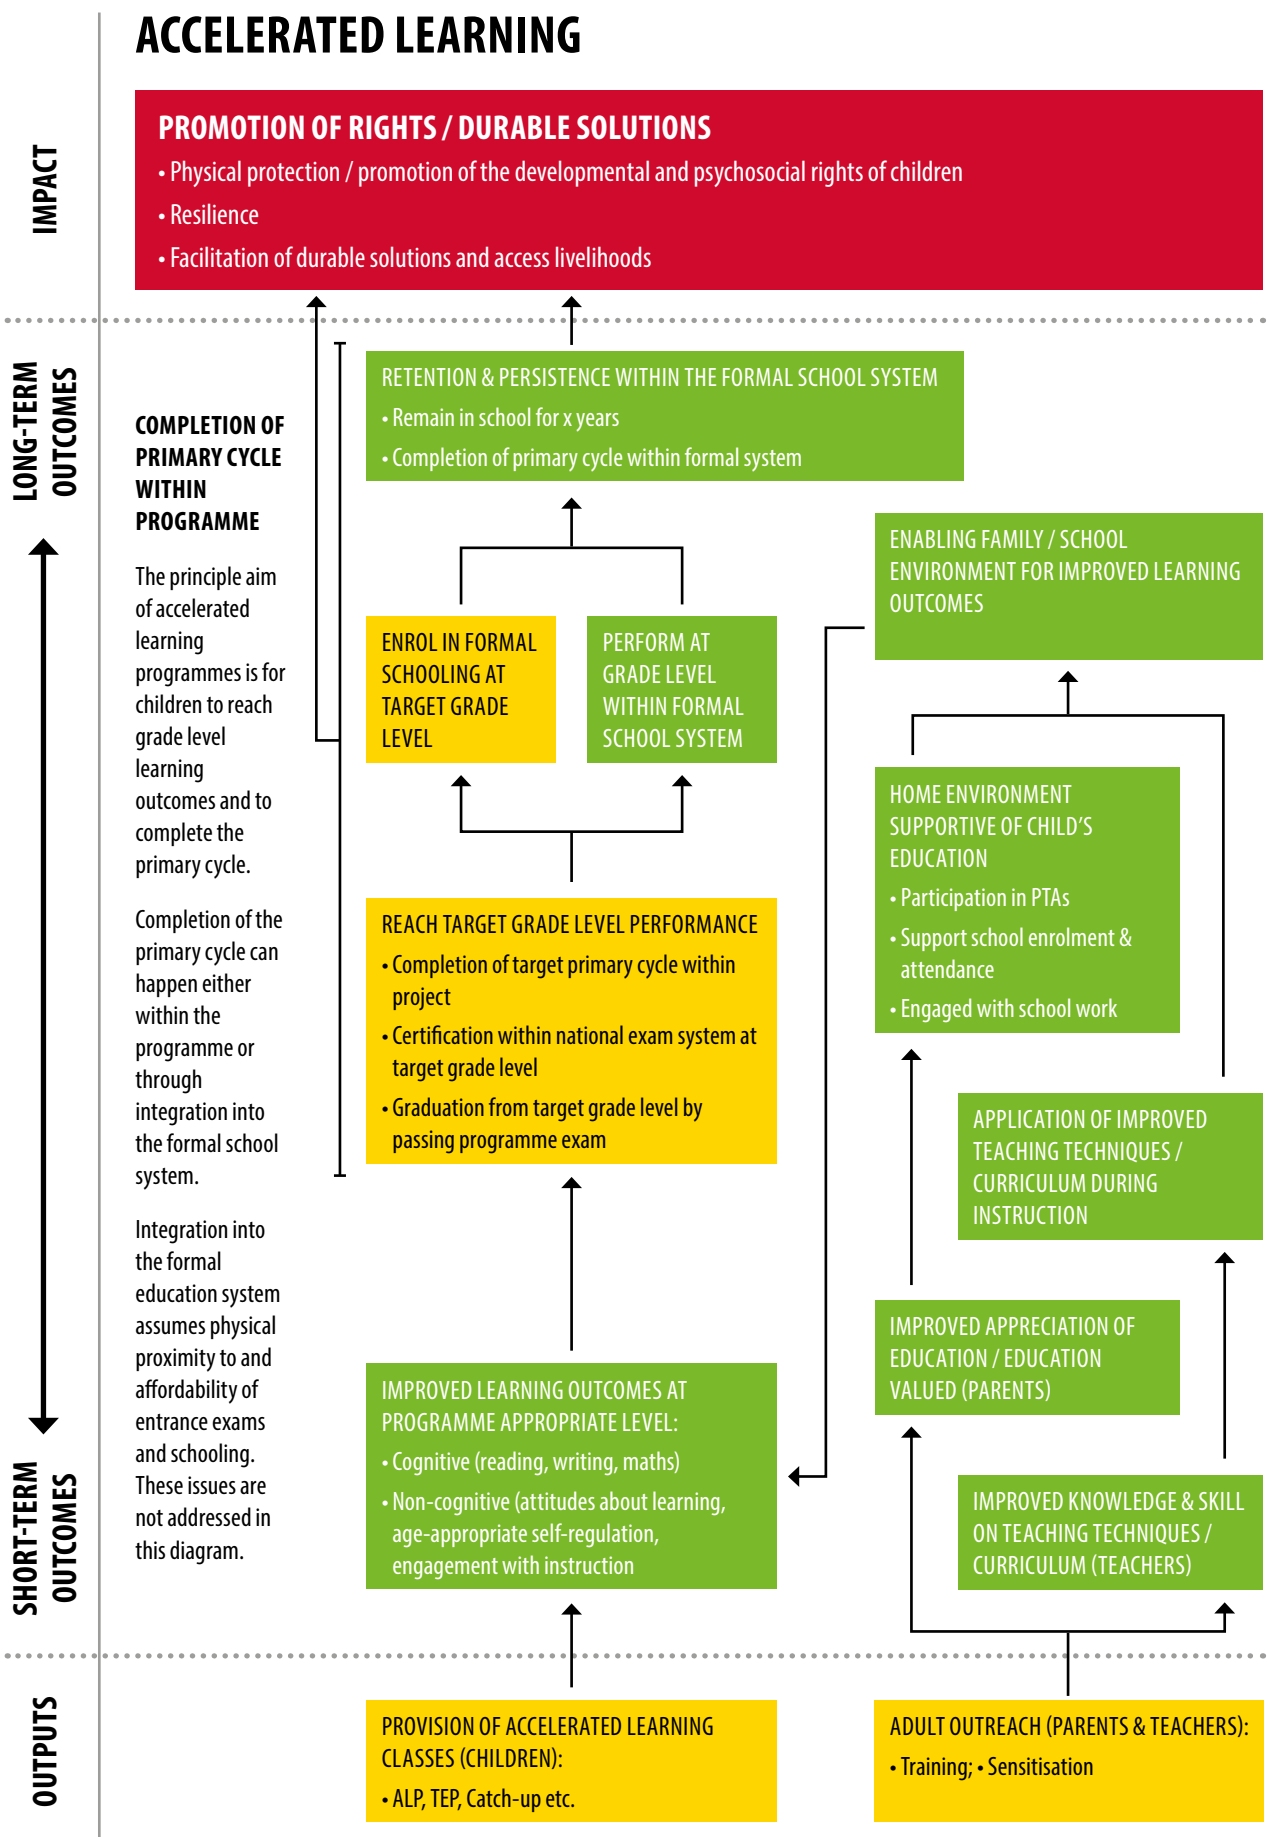 ACCELERATED LEARNING
IMPACT
PROMOTION OF RIGHTS / DURABLE SOLUTIONS
• Physical protection / promotion of the developmental and psychosocial rights of children
• Resilience
• Facilitation of durable solutions and access livelihoods
LONG-TERM
OUTCOMES
COMPLETION OF
PRIMARY CYCLE
WITHIN
PROGRAMME
The principle aim
of accelerated
learning
programmes is for
children to reach
grade level
learning
outcomes and to
complete the
primary cycle.
Completion of the
primary cycle can
happen either
within the
programme or
through
integration into
the formal school
system.
Integration into
the formal
education system
assumes physical
proximity to and
affordability of
entrance exams
and schooling.
These issues are
not addressed in
this diagram.
RETENTION & PERSISTENCE WITHIN THE FORMAL SCHOOL SYSTEM
• Remain in school for x years
• Completion of primary cycle within formal system
ENROL IN FORMAL
SCHOOLING AT
TARGET GRADE
LEVEL
PERFORM AT
GRADE LEVEL
WITHIN FORMAL
SCHOOL SYSTEM
ENABLING FAMILY / SCHOOL
ENVIRONMENT FOR IMPROVED LEARNING
OUTCOMES
HOME ENVIRONMENT
SUPPORTIVE OF CHILD'S
EDUCATION
• Participation in PTAs
• Support school enrolment &
attendance
• Engaged with school work
REACH TARGET GRADE LEVEL PERFORMANCE
• Completion of target primary cycle within
project
• Certification within national exam system at
target grade level
• Graduation from target grade level by
passing programme exam
APPLICATION OF IMPROVED
TEACHING TECHNIQUES /
CURRICULUM DURING
INSTRUCTION
IMPROVED APPRECIATION OF
EDUCATION / EDUCATION
VALUED (PARENTS)
SHORT-TERM
OUTCOMES
IMPROVED LEARNING OUTCOMES AT
PROGRAMME APPROPRIATE LEVEL:
• Cognitive (reading, writing, maths)
• Non-cognitive (attitudes about learning,
age-appropriate self-regulation,
engagement with instruction
IMPROVED KNOWLEDGE & SKILL
ON TEACHING TECHNIQUES /
CURRICULUM (TEACHERS)
OUTPUTS
PROVISION OF ACCELERATED LEARNING
CLASSES (CHILDREN):
• ALP, TEP, Catch-up etc.
ADULT OUTREACH (PARENTS & TEACHERS):
• Training; • Sensitisation